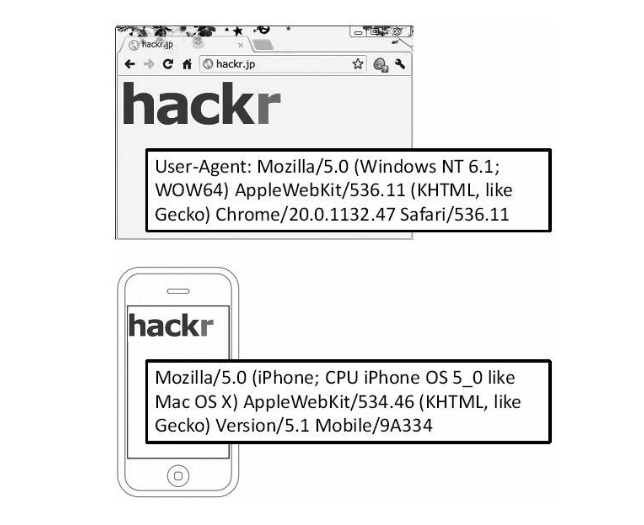 hackr.jp
hackr.jp
hackr
User-Agent: Mozilla/5.0 (Windows NT 6.1;
WOW64) AppleWebKit/536.11 (KHTML, like
Gecko) Chrome/20.0.1132.47 Safari/536.11
hackr
Mozilla/5.0 (iPhone; CPU iPhone OS 5_0 like
Mac OS X) AppleWebKit/534.46 (KHTML, like
Gecko) Version/5.1 Mobile/9A334